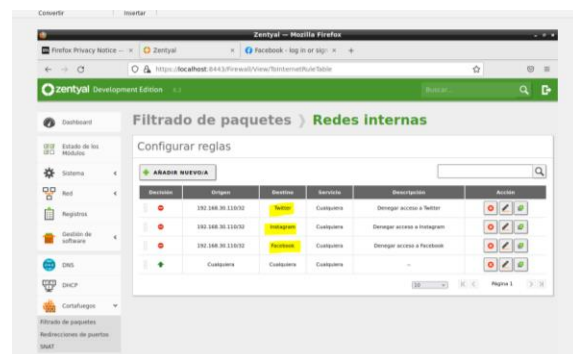 Convertir
Insertar
Zentyal — Mozilla Firefox
Firefox Privacy Notice —
Zentyal
Facebook - log in or sign
https://localhost:8443/Firewall/View/ToInternetRuleTable
zentyal Development Edition
Buscar...
Filtrado de paquetes > Redes internas
Dashboard
Estado de los Módulos
Sistema
Red
Registros
Gestión de software
DNS
DHCP
Cortafuegos
Filtrado de paquetes
Redirecciones de puertos
SNAT
Configurar reglas
AÑADIR NUEVO/A
Decisión Origen Destino Servicio Descripción Acción
192.168.30.110/32 Twitter Cualquiera Denegar acceso a Twitter
192.168.30.110/32 Instagram Cualquiera Denegar acceso a Instagram
192.168.30.110/32 Facebook Cualquiera Denegar acceso a Facebook
Cualquiera Cualquiera Cualquiera --
10 Página 1